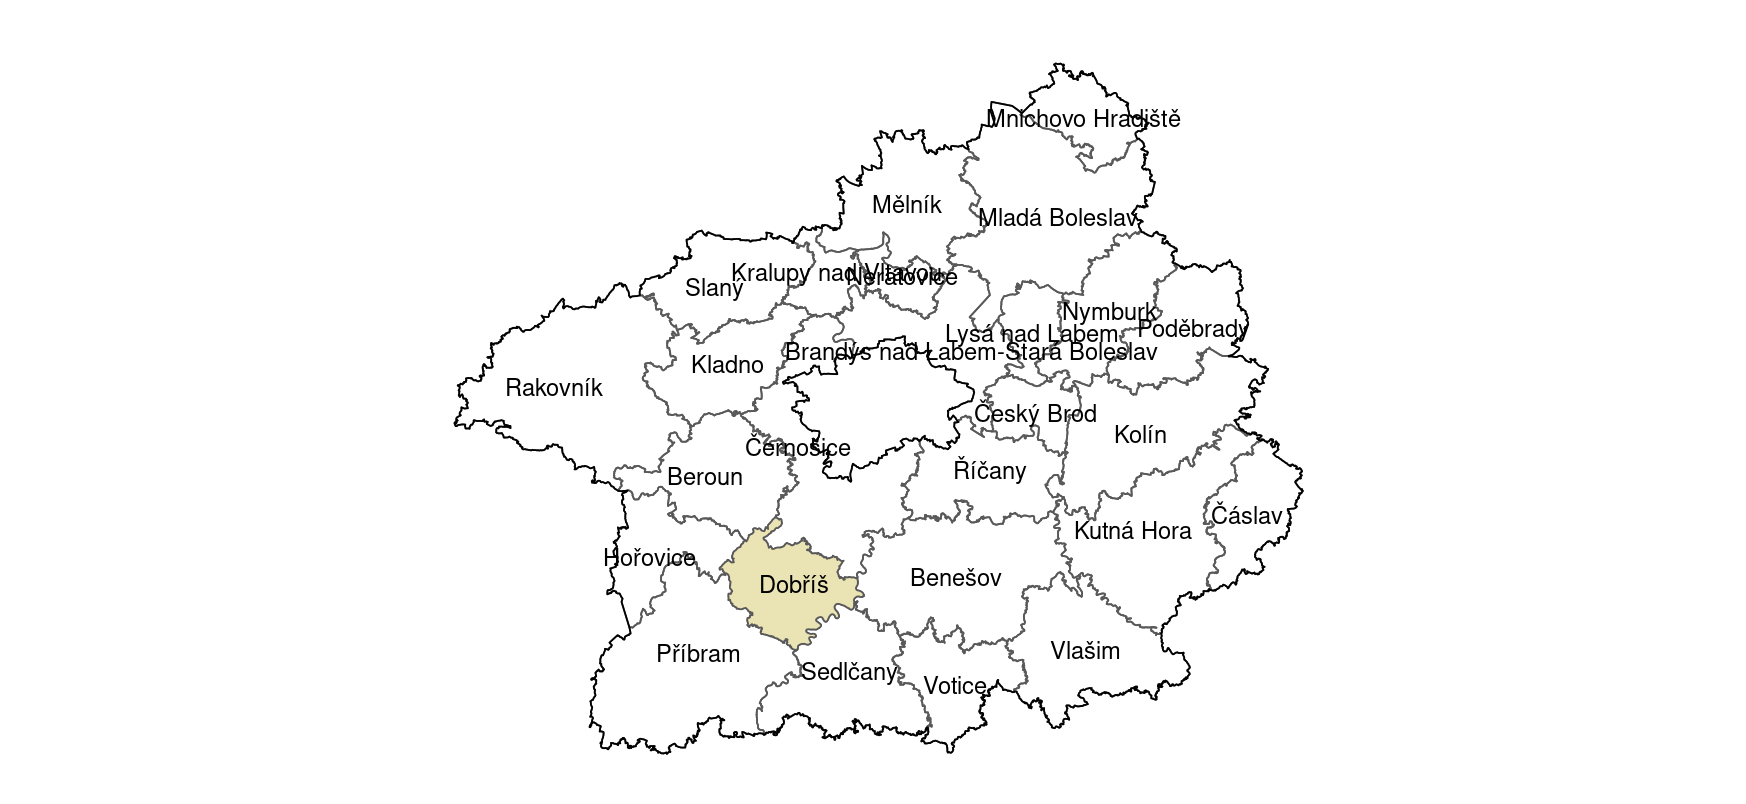 Mnichovo Hradiště
Mělník
Mladá Boleslav
Kralupy nad Vltavou
Neratovice
Slaný
Nymburk
Poděbrady
Lysá nad Labem
Brandýs nad Labem-Stará Boleslav
Kladno
Rakovník
Český Brod
Kolín
Černošice
Říčany
Beroun
Čáslav
Kutná Hora
Hořovice
Benešov
Dobříš
Vlašim
Příbram
Sedlčany
Votice